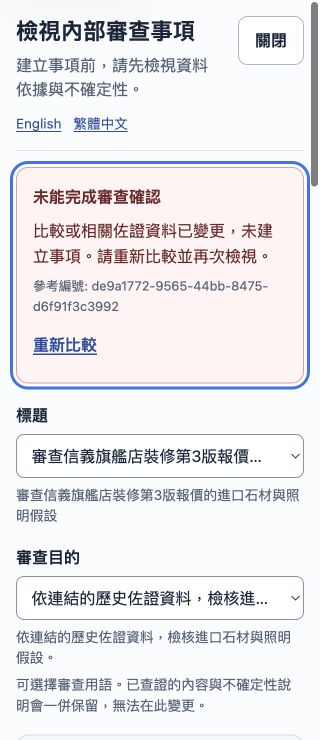 檢視內部審查事項
關閉
建立事項前，請先檢視資料
依據與不確定性。
English 繁體中文
未能完成審查確認
比較或相關佐證資料已變更，未建
立事項。請重新比較並再次檢視。
參考編號: de9a1772-9565-44bb-8475-
d6f91f3c3992
重新比較
標題
審查信義旗艦店裝修第3版報價...
審查信義旗艦店裝修第3版報價的進口石材與照
明假設
審查目的
依連結的歷史佐證資料，檢核進...
依連結的歷史佐證資料，檢核進口石材與照明
假設。
可選擇審查用語。已查證的內容與不確定性說
明會一併保留，無法在此變更。